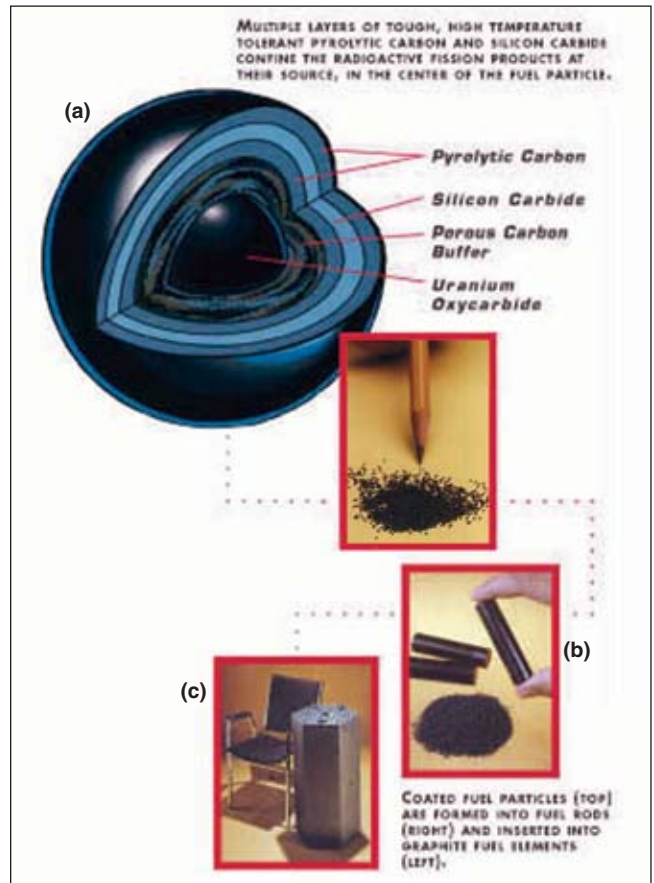 MULTIPLE LAYERS OF TOUGH, HIGH TEMPERATURE
TOLERANT PYROLYTIC CARBON AND SILICON CARBIDE
CONFINE THE RADIOACTIVE FISSION PRODUCTS AT
THEIR SOURCE, IN THE CENTER OF THE FUEL PARTICLE.
(a)
Pyrolytic Carbon
Silicon Carbide
Porous Carbon
Buffer
Uranium
Oxycarbide
(b)
(c)
COATED FUEL PARTICLES (TOP)
ARE FORMED INTO FUEL RODS
(RIGHT) AND INSERTED INTO
GRAPHITE FUEL ELEMENTS
(LEFT).